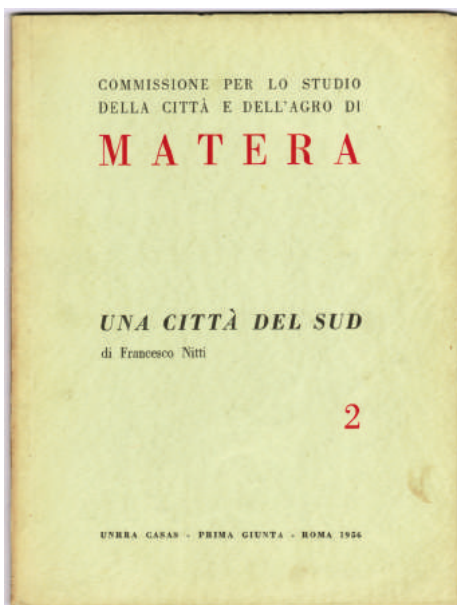 COMMISSIONE PER LO STUDIO
DELLA CITTÀ E DELL'AGRO DI
MATERA
UNA CITTÀ DEL SUD
di Francesco Nitti
2
UNRRA CASAS - PRIMA GIUNTA - ROMA 1956